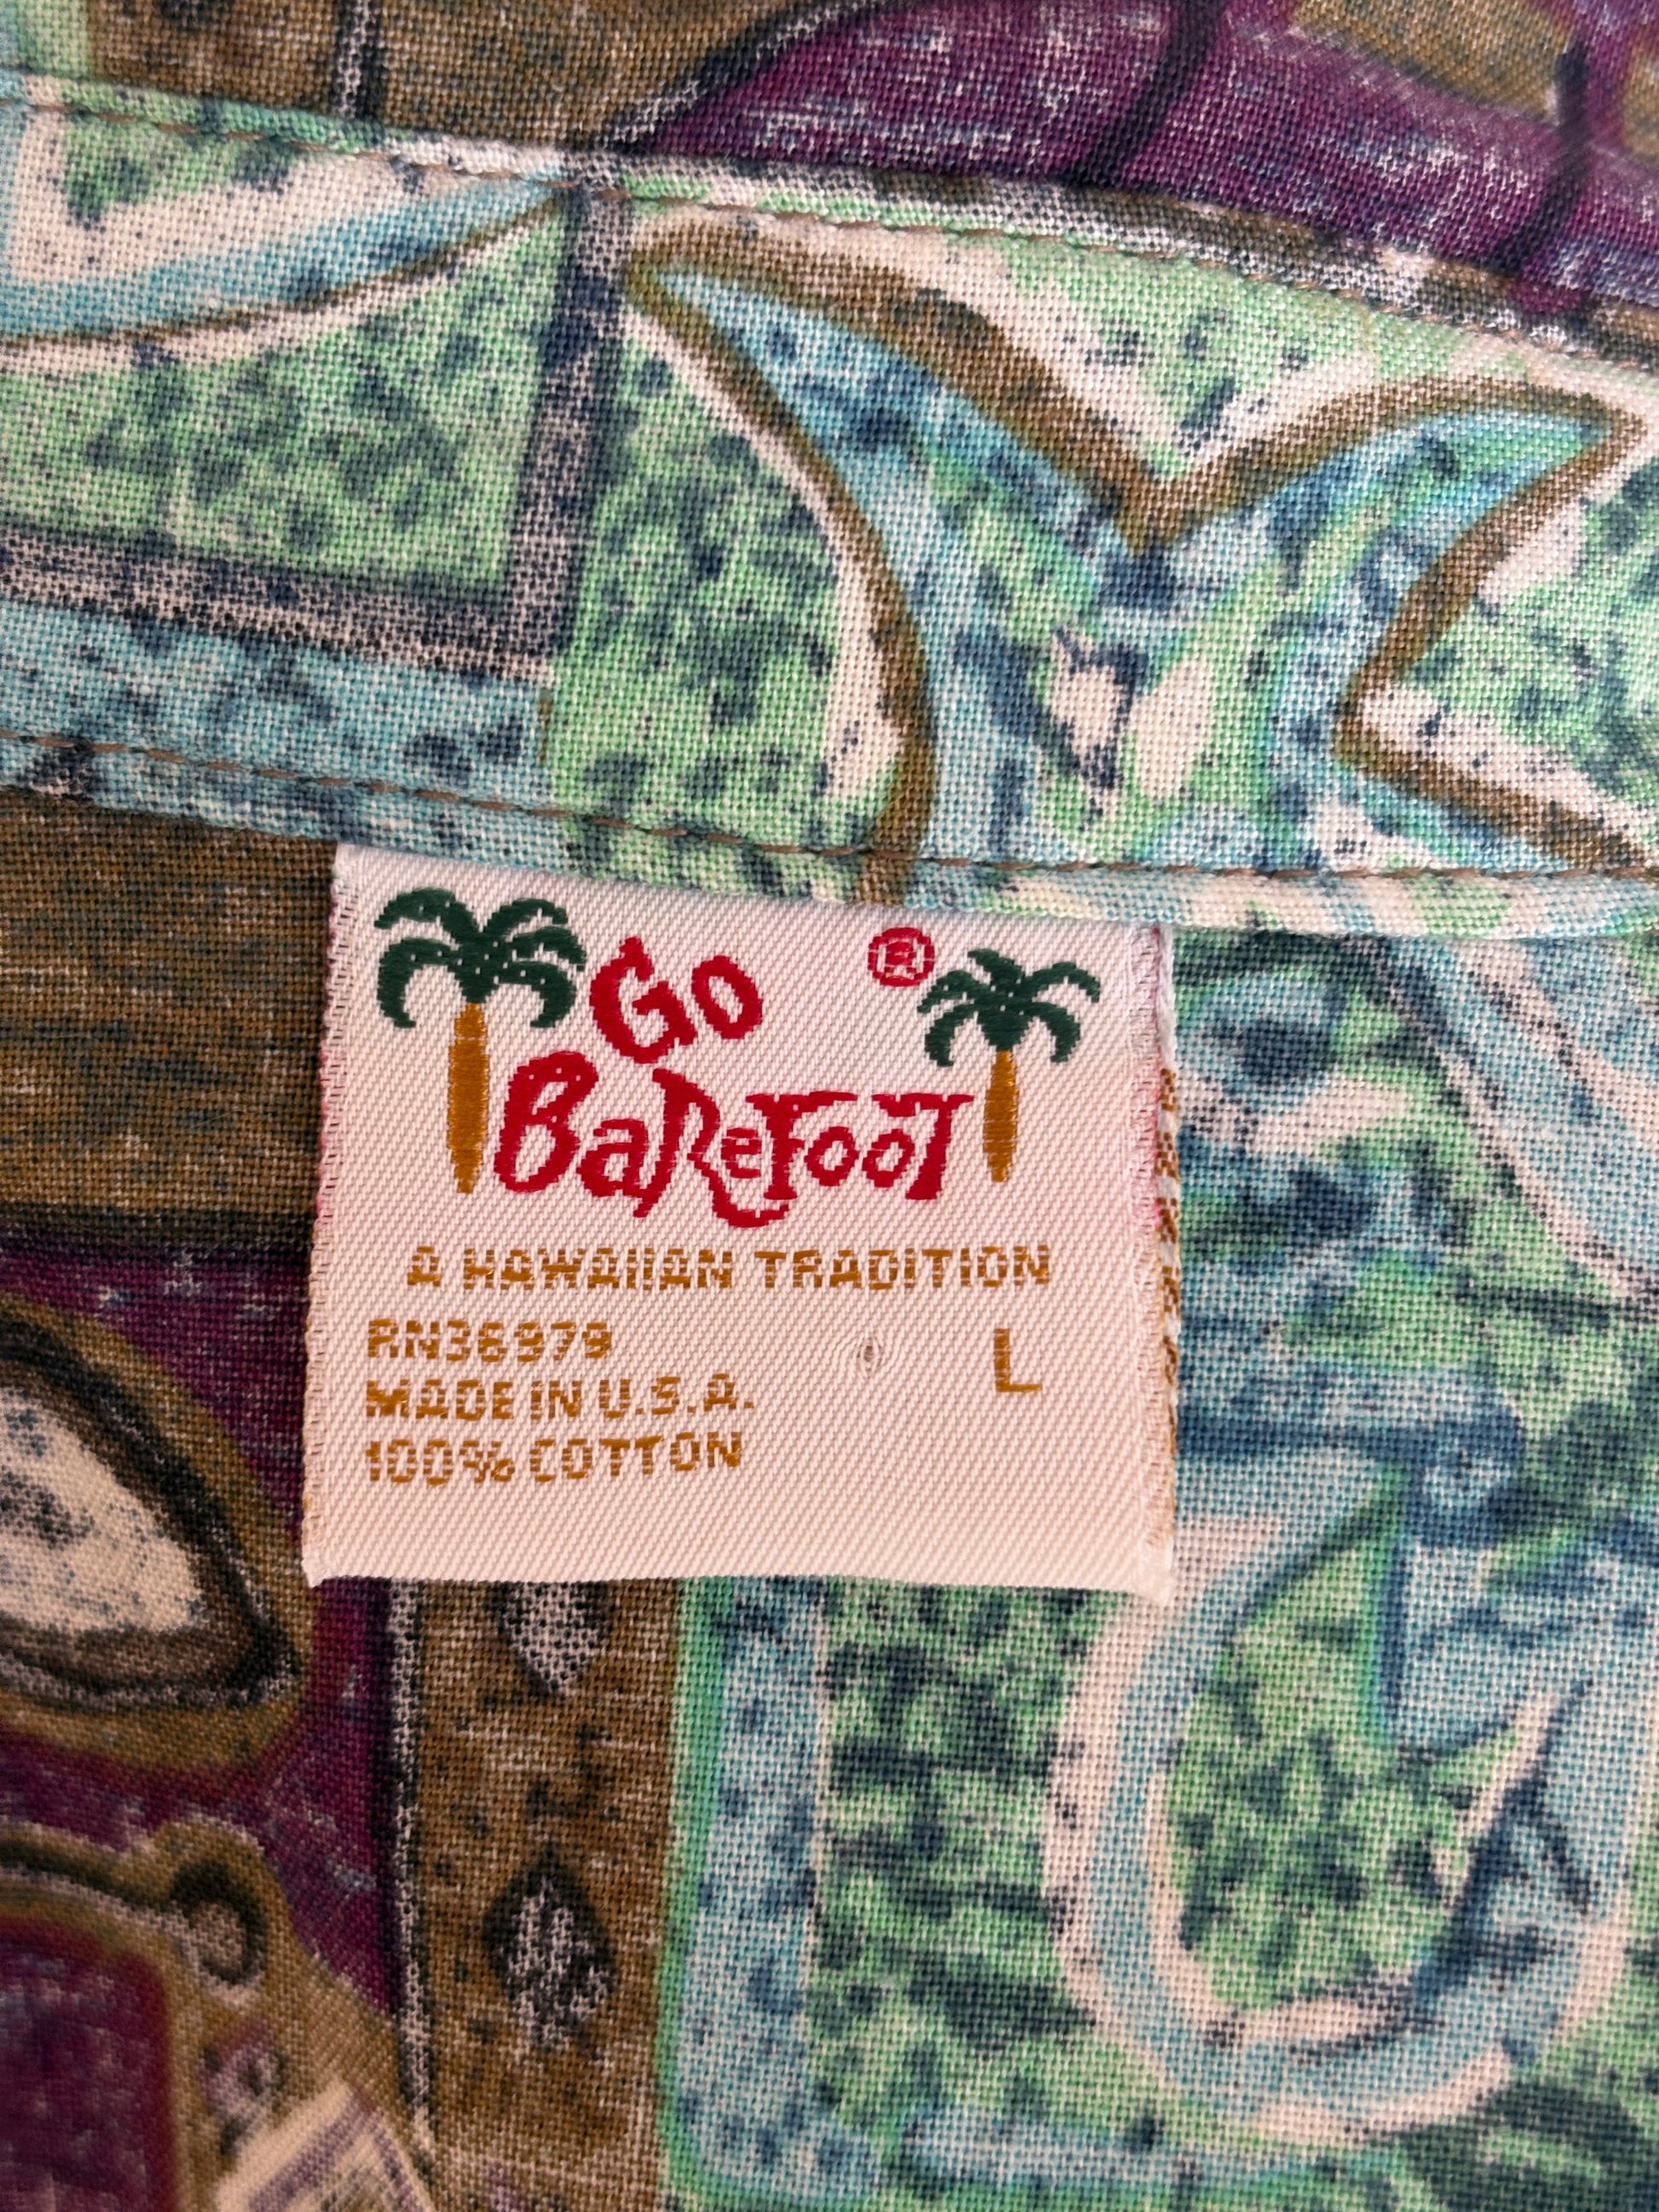 Go ®
BaReFooT
A HAWAIIAN TRADITION
RN36979 L
MADE IN U.S.A.
100% COTTON